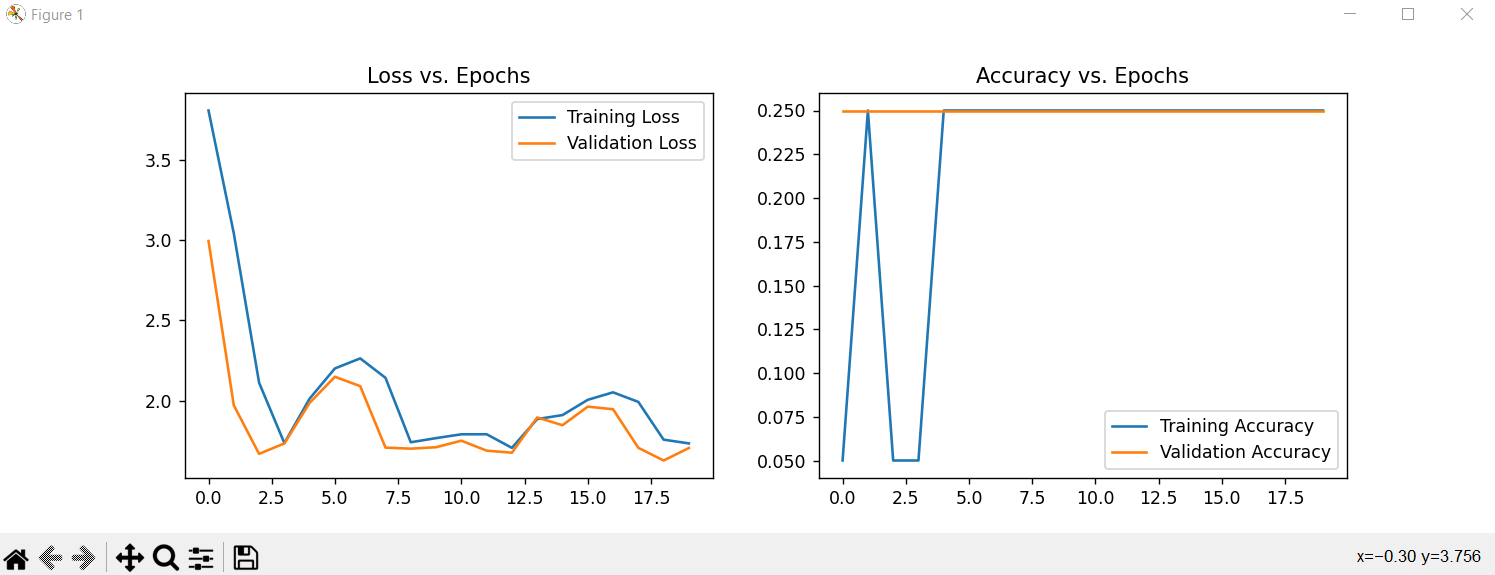 Figure 1
Loss vs. Epochs
Training Loss
Validation Loss
3.5
3.0
2.5
2.0
0.0 2.5 5.0 7.5 10.0 12.5 15.0 17.5
Accuracy vs. Epochs
0.250
0.225
0.200
0.175
0.150
0.125
0.100
0.075
0.050
Training Accuracy
Validation Accuracy
0.0 2.5 5.0 7.5 10.0 12.5 15.0 17.5
x=−0.30 y=3.756